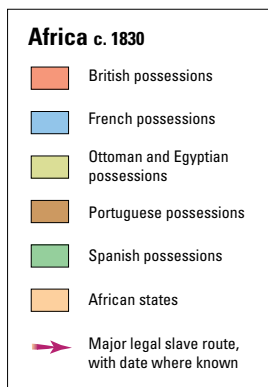 Africa c. 1830
British possessions
French possessions
Ottoman and Egyptian
possessions
Portuguese possessions
Spanish possessions
African states
Major legal slave route,
with date where known